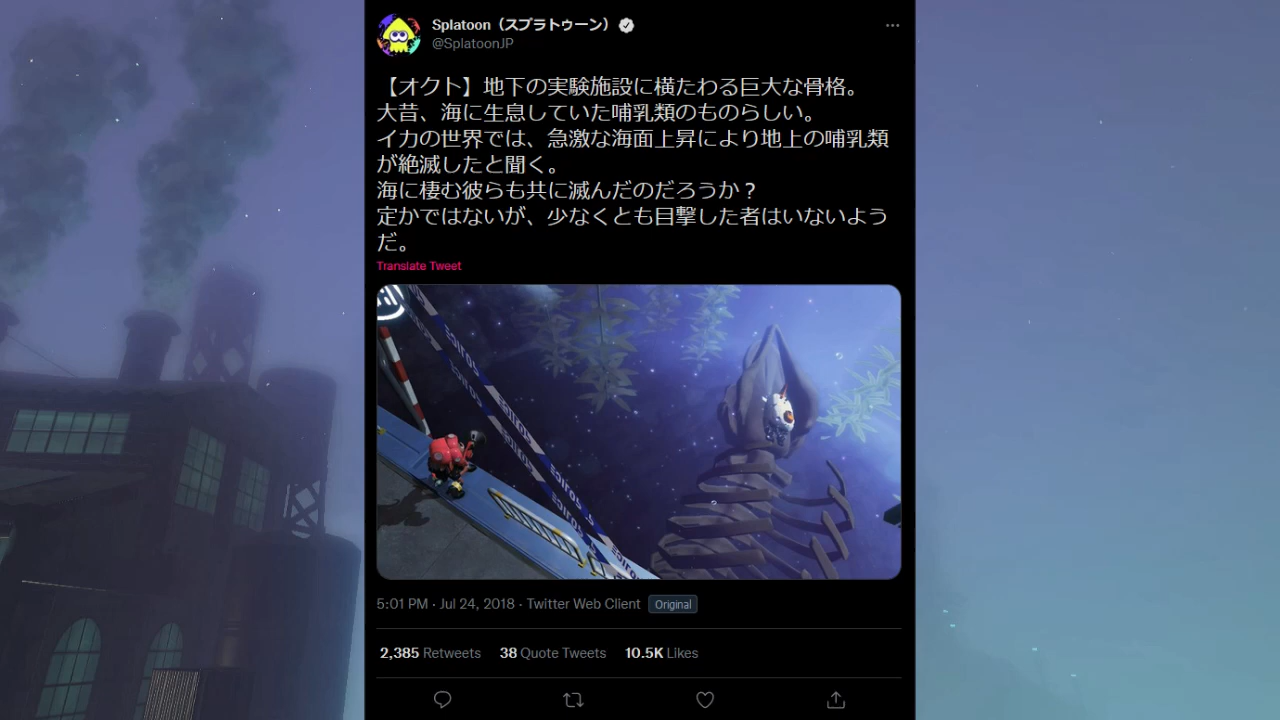 Splatoon（スプラトゥーン）
@SplatoonJP
【オクト】地下の実験施設に横たわる巨大な骨格。
大昔、海に生息していた哺乳類のものらしい。
イカの世界では、急激な海面上昇により地上の哺乳類
が絶滅したと聞く。
海に棲む彼らも共に滅んだのだろうか？
定かではないが、少なくとも目撃した者はいないよう
だ。
Translate Tweet
5:01 PM · Jul 24, 2018 · Twitter Web Client Original
2,385 Retweets 38 Quote Tweets 10.5K Likes